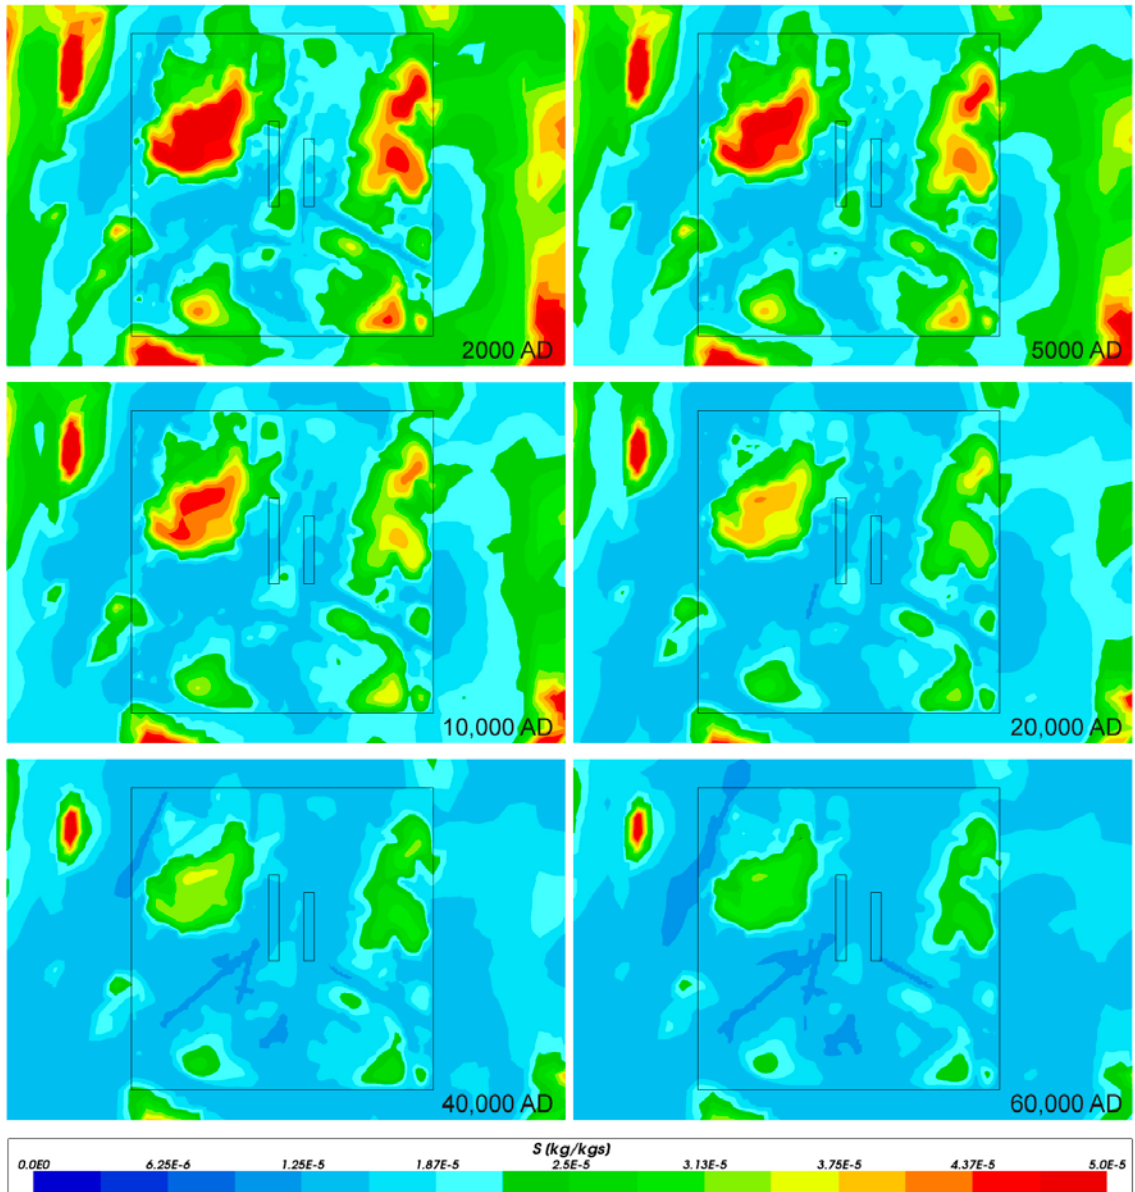 2000 AD
5000 AD
10,000 AD
20,000 AD
40,000 AD
60,000 AD
S (kg/kgs)
0.0E0 6.25E-6 1.25E-5 1.87E-5 2.5E-5 3.13E-5 3.75E-5 4.37E-5 5.0E-5